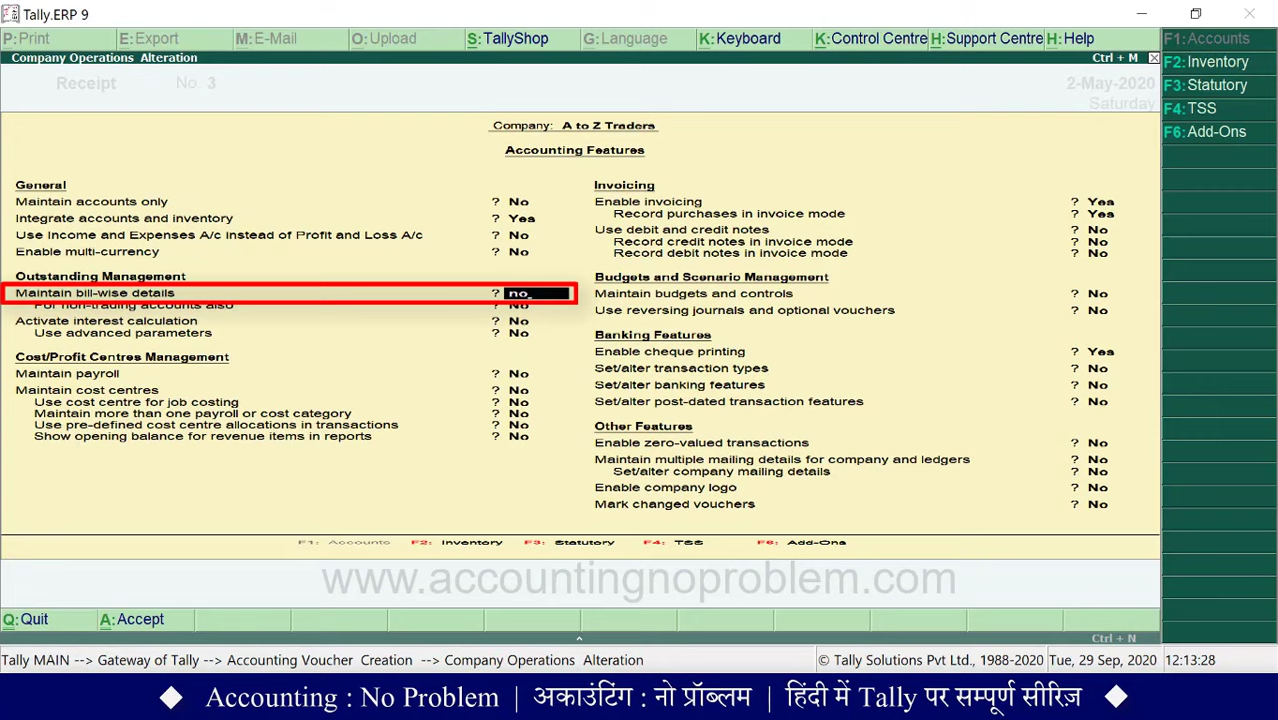 Tally.ERP 9
P:Print E:Export M:E-Mail O:Upload S:TallyShop G:Language K:Keyboard K:Control Centre H:Support Centre H:Help F1:Accounts
Company Operations Alteration Ctrl + M
F2:Inventory
Receipt No. 3 2-May-2020
Saturday
F3:Statutory
F4:TSS
F6:Add-Ons
Company: A to Z Traders
Accounting Features
General
Maintain accounts only ? No
Integrate accounts and inventory ? Yes
Use Income and Expenses A/c instead of Profit and Loss A/c ? No
Enable multi-currency ? No
Outstanding Management
Maintain bill-wise details ? no
For non-trading accounts also ? No
Activate interest calculation ? No
Use advanced parameters ? No
Cost/Profit Centres Management
Maintain payroll ? No
Maintain cost centres ? No
Use cost centre for job costing ? No
Maintain more than one payroll or cost category ? No
Use pre-defined cost centre allocations in transactions ? No
Show opening balance for revenue items in reports ? No
Invoicing
Enable invoicing ? Yes
Record purchases in invoice mode ? Yes
Use debit and credit notes ? No
Record credit notes in invoice mode ? No
Record debit notes in invoice mode ? No
Budgets and Scenario Management
Maintain budgets and controls ? No
Use reversing journals and optional vouchers ? No
Banking Features
Enable cheque printing ? Yes
Set/alter transaction types ? No
Set/alter banking features ? No
Set/alter post-dated transaction features ? No
Other Features
Enable zero-valued transactions ? No
Maintain multiple mailing details for company and ledgers ? No
Set/alter company mailing details ? No
Enable company logo ? No
Mark changed vouchers ? No
F1: Accounts F2: Inventory F3: Statutory F4: TSS F6: Add-Ons
www.accountingnoproblem.com
Q:Quit A:Accept
Ctrl + N
Tally MAIN --> Gateway of Tally --> Accounting Voucher Creation --> Company Operations Alteration © Tally Solutions Pvt Ltd., 1988-2020 Tue, 29 Sep, 2020 12:13:28
Accounting : No Problem | अकाउंटिंग : नो प्रॉब्लम | हिंदी में Tally पर सम्पूर्ण सीरिज़